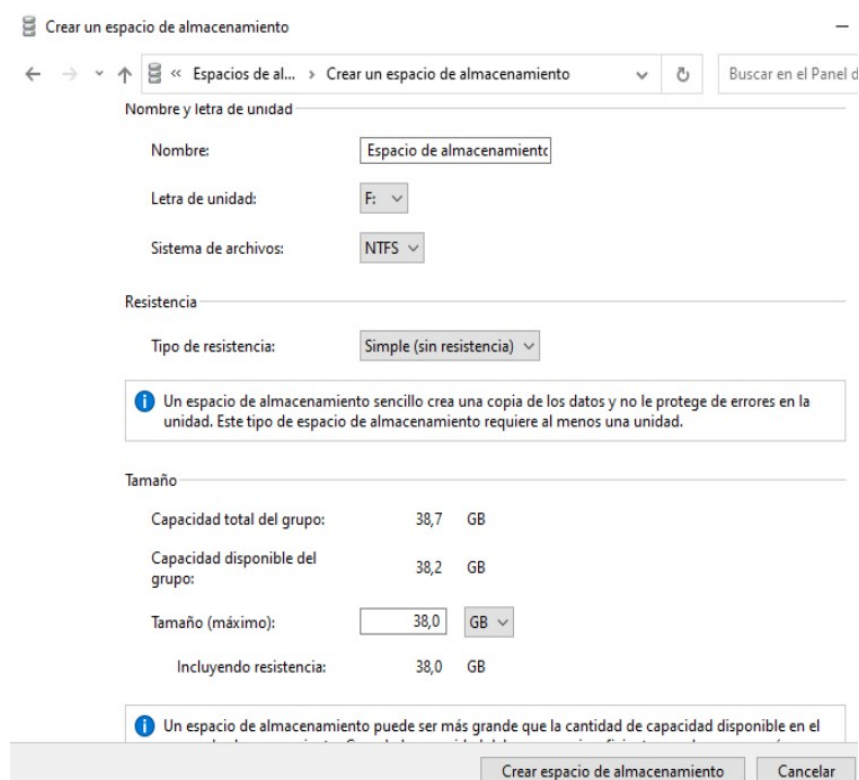 Crear un espacio de almacenamiento
« Espacios de al... › Crear un espacio de almacenamiento
Buscar en el Panel d
Nombre y letra de unidad
Nombre: Espacio de almacenamiento
Letra de unidad: F:
Sistema de archivos: NTFS
Resistencia
Tipo de resistencia: Simple (sin resistencia)
Un espacio de almacenamiento sencillo crea una copia de los datos y no le protege de errores en la
unidad. Este tipo de espacio de almacenamiento requiere al menos una unidad.
Tamaño
Capacidad total del grupo: 38,7 GB
Capacidad disponible del
grupo: 38,2 GB
Tamaño (máximo): 38,0 GB
Incluyendo resistencia: 38,0 GB
Un espacio de almacenamiento puede ser más grande que la cantidad de capacidad disponible en el
Crear espacio de almacenamiento Cancelar